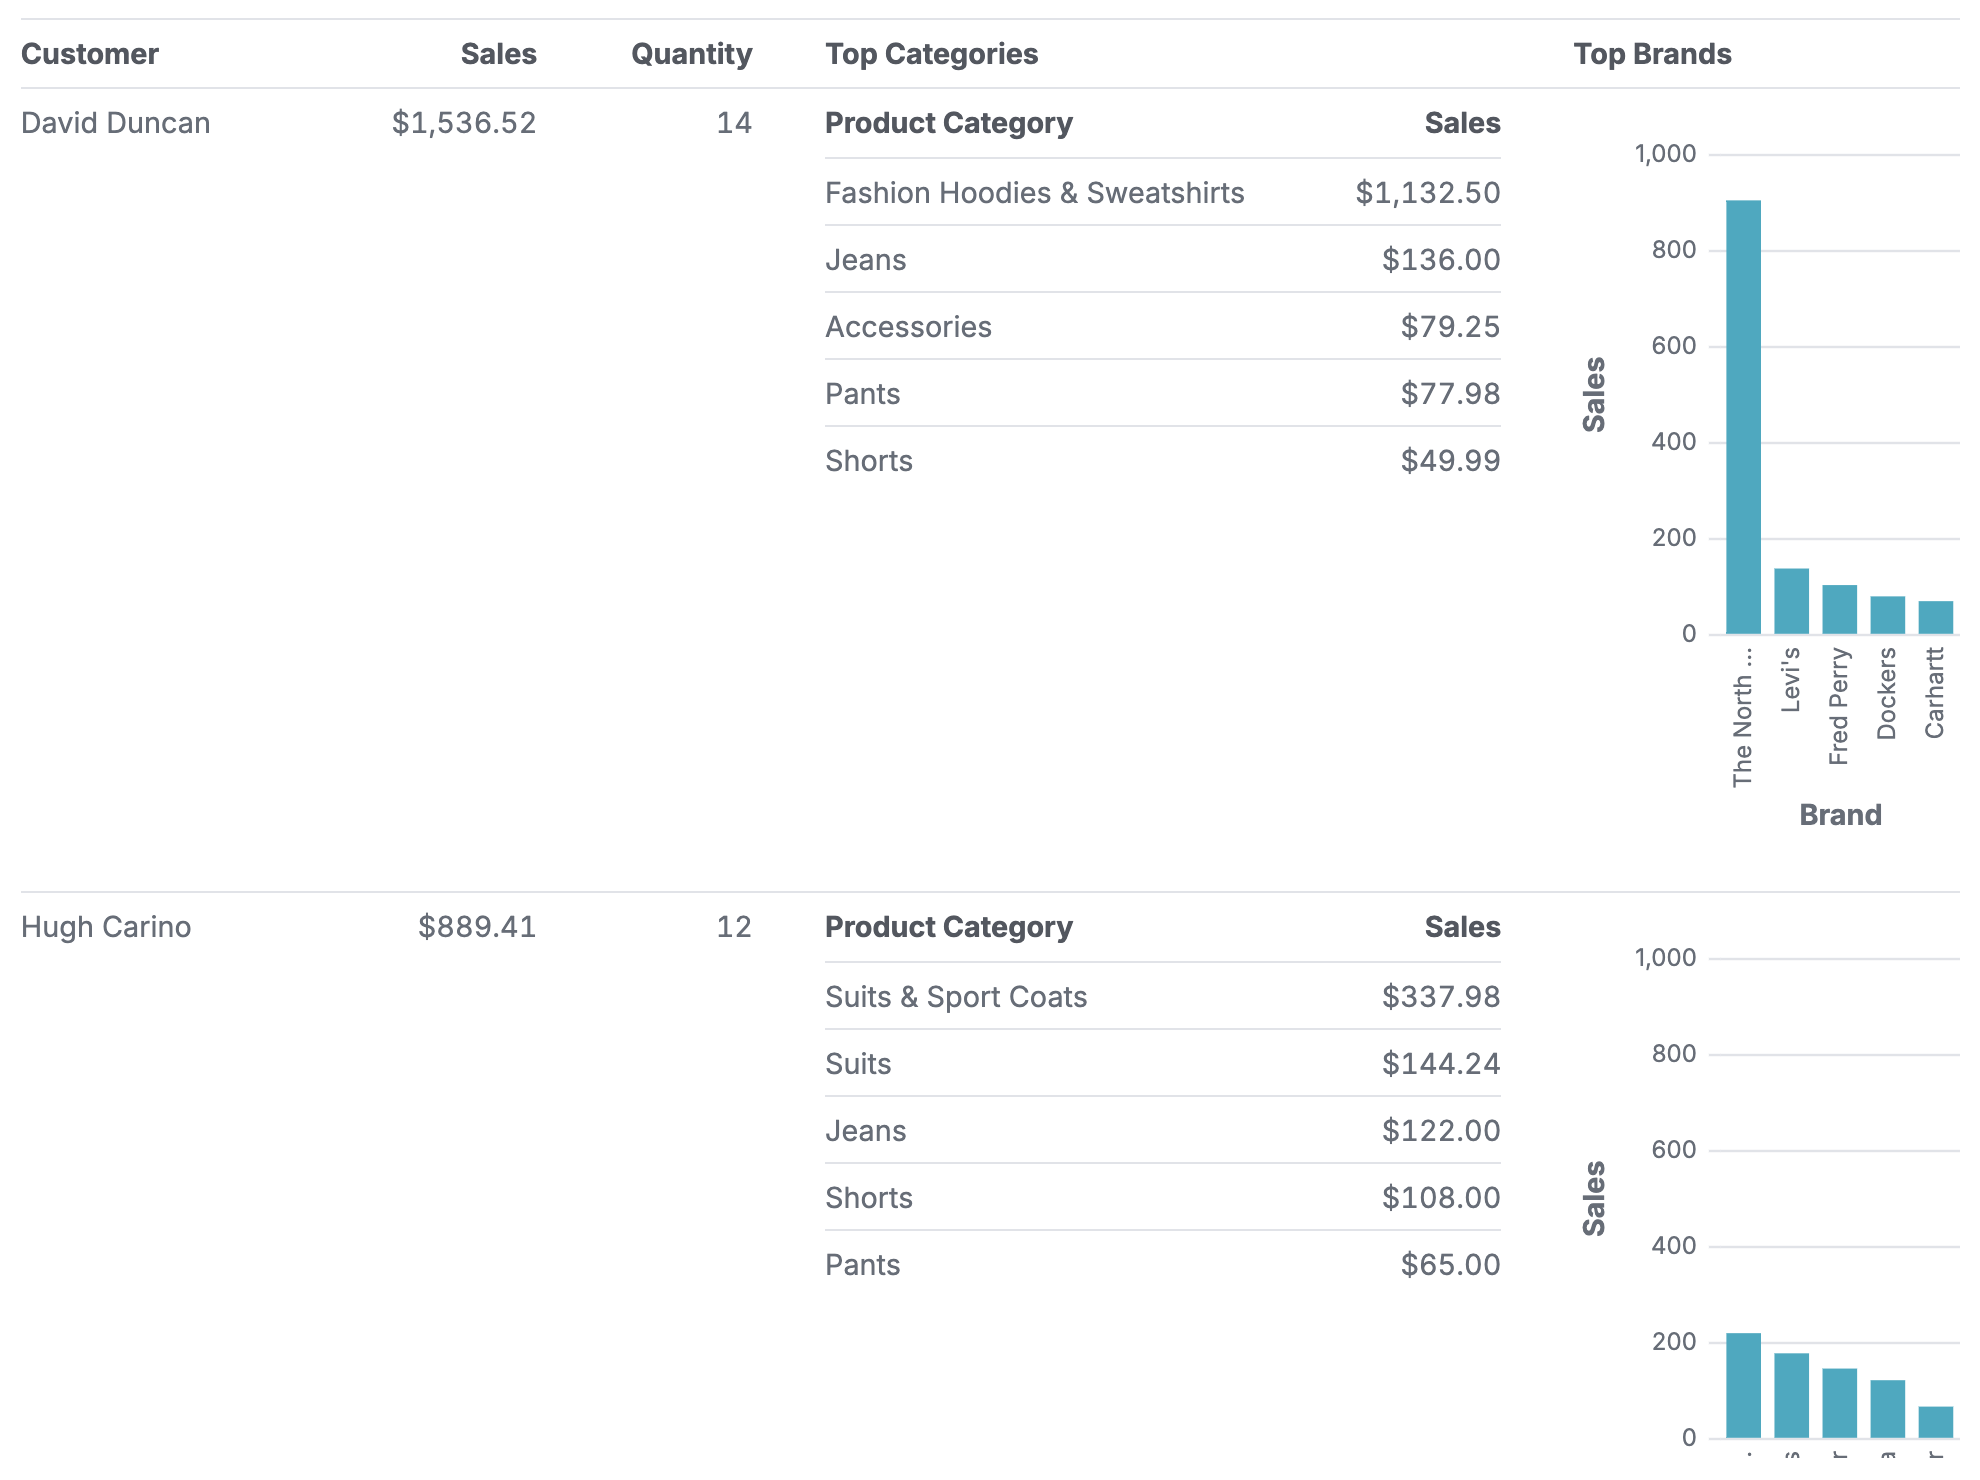 Customer Sales Quantity Top Categories Top Brands
David Duncan $1,536.52 14
Product Category Sales
Fashion Hoodies & Sweatshirts $1,132.50
Jeans $136.00
Accessories $79.25
Pants $77.98
Shorts $49.99
1,000
800
600
400
200
0
Sales
The North ...
Levi's
Fred Perry
Dockers
Carhartt
Brand
Hugh Carino $889.41 12
Product Category Sales
Suits & Sport Coats $337.98
Suits $144.24
Jeans $122.00
Shorts $108.00
Pants $65.00
1,000
800
600
400
200
0
Sales